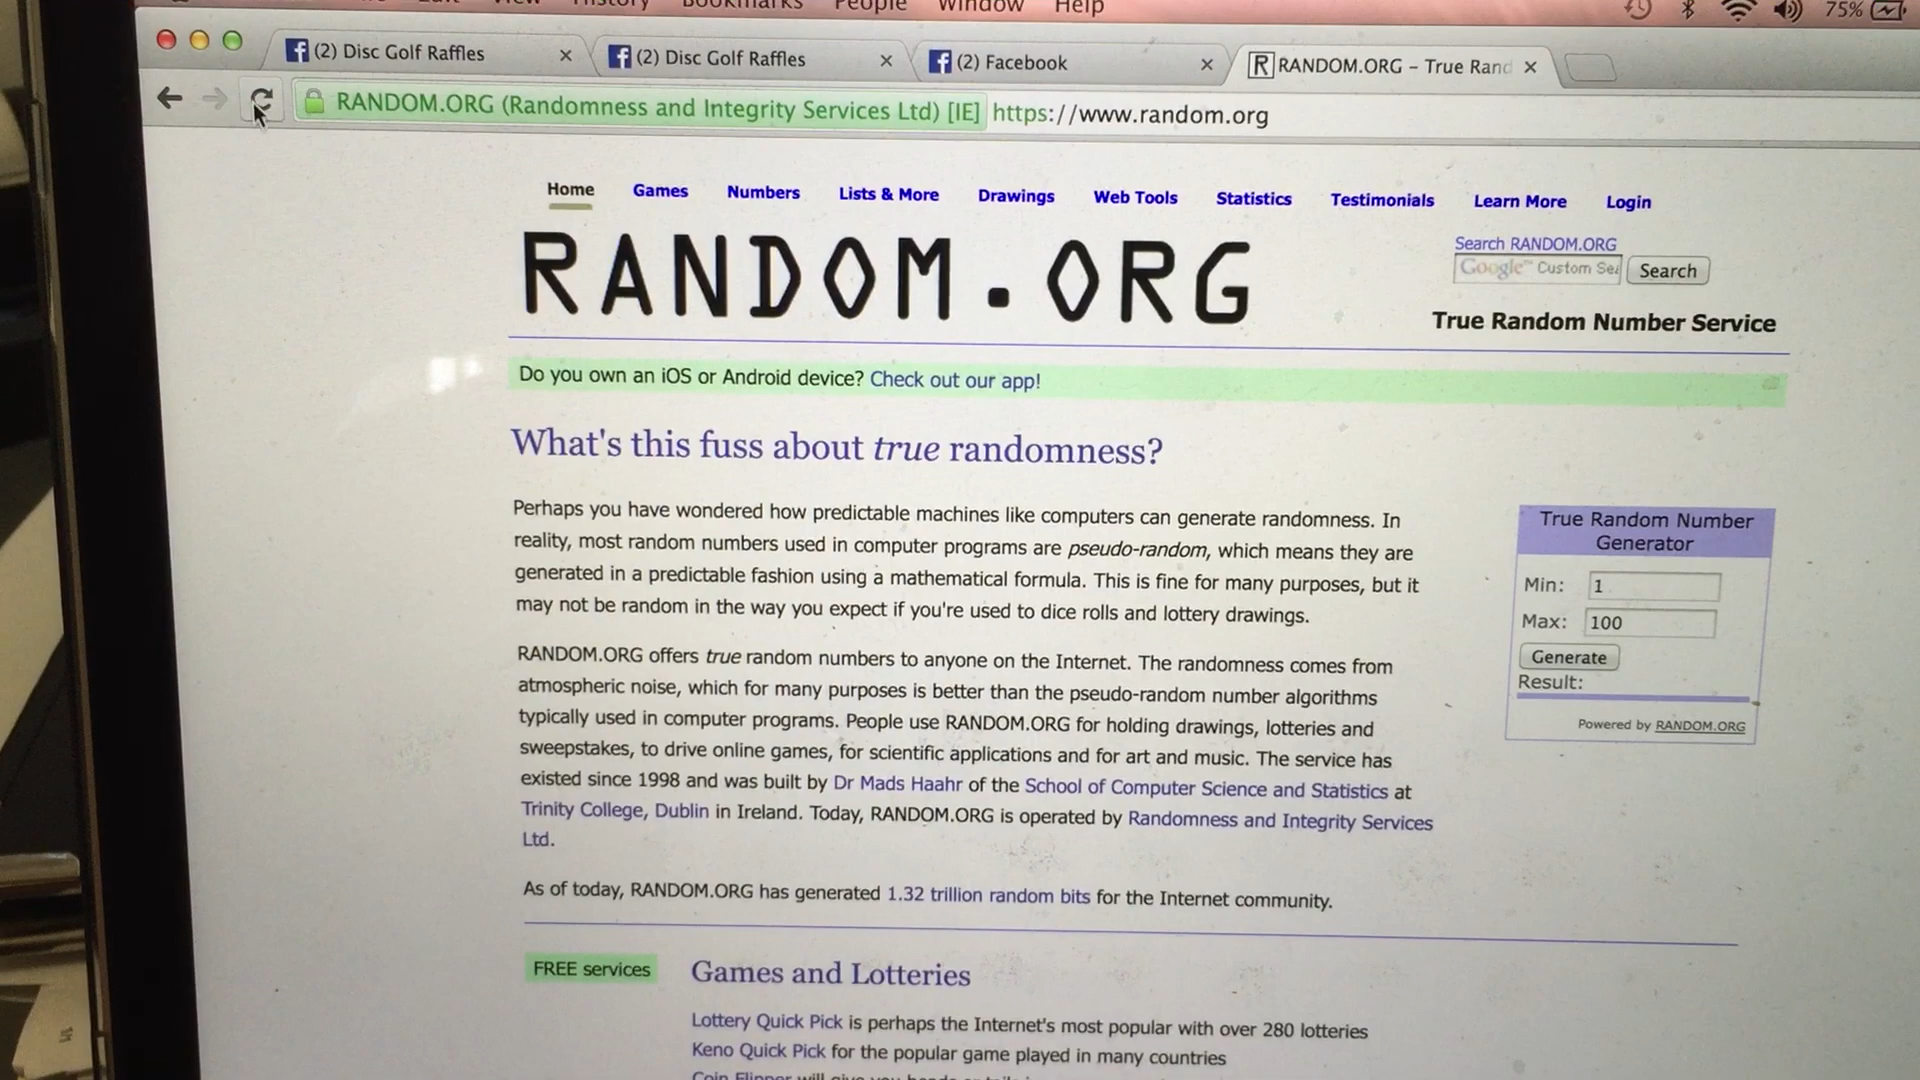 View History Bookmarks People Window Help 75%
(2) Disc Golf Raffles (2) Disc Golf Raffles (2) Facebook RANDOM.ORG - True Rand
RANDOM.ORG (Randomness and Integrity Services Ltd) [IE] https://www.random.org
Home Games Numbers Lists & More Drawings Web Tools Statistics Testimonials Learn More Login
RANDOM.ORG
Search RANDOM.ORG
Google™ Custom Sea Search
True Random Number Service
Do you own an iOS or Android device? Check out our app!
What's this fuss about true randomness?
Perhaps you have wondered how predictable machines like computers can generate randomness. In
reality, most random numbers used in computer programs are pseudo-random, which means they are
generated in a predictable fashion using a mathematical formula. This is fine for many purposes, but it
may not be random in the way you expect if you're used to dice rolls and lottery drawings.
RANDOM.ORG offers true random numbers to anyone on the Internet. The randomness comes from
atmospheric noise, which for many purposes is better than the pseudo-random number algorithms
typically used in computer programs. People use RANDOM.ORG for holding drawings, lotteries and
sweepstakes, to drive online games, for scientific applications and for art and music. The service has
existed since 1998 and was built by Dr Mads Haahr of the School of Computer Science and Statistics at
Trinity College, Dublin in Ireland. Today, RANDOM.ORG is operated by Randomness and Integrity Services
Ltd.
As of today, RANDOM.ORG has generated 1.32 trillion random bits for the Internet community.
True Random Number
Generator
Min: 1
Max: 100
Generate
Result:
Powered by RANDOM.ORG
FREE services
Games and Lotteries
Lottery Quick Pick is perhaps the Internet's most popular with over 280 lotteries
Keno Quick Pick for the popular game played in many countries
Coin Flipper will give you heads or tails in